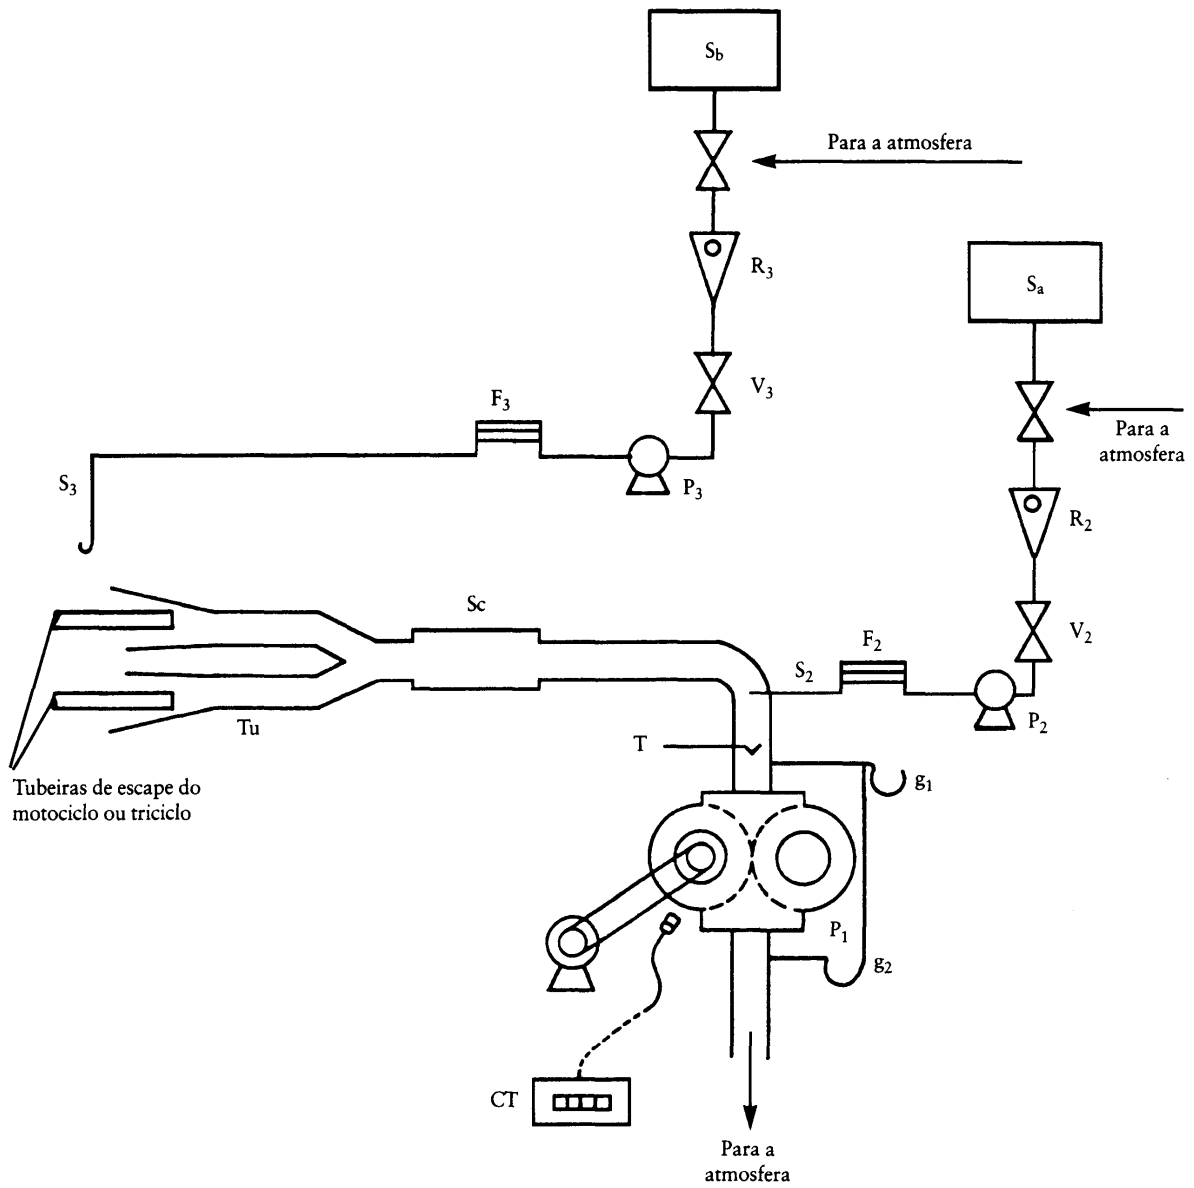 Sb
Para a atmosfera
R3
Sa
V3
F3
Para a
atmosfera
S3
P3
R2
Sc
V2
F2
S2
Tu
P2
T
Tubeiras de escape do
motociclo ou triciclo
g1
P1
g2
CT
Para a
atmosfera